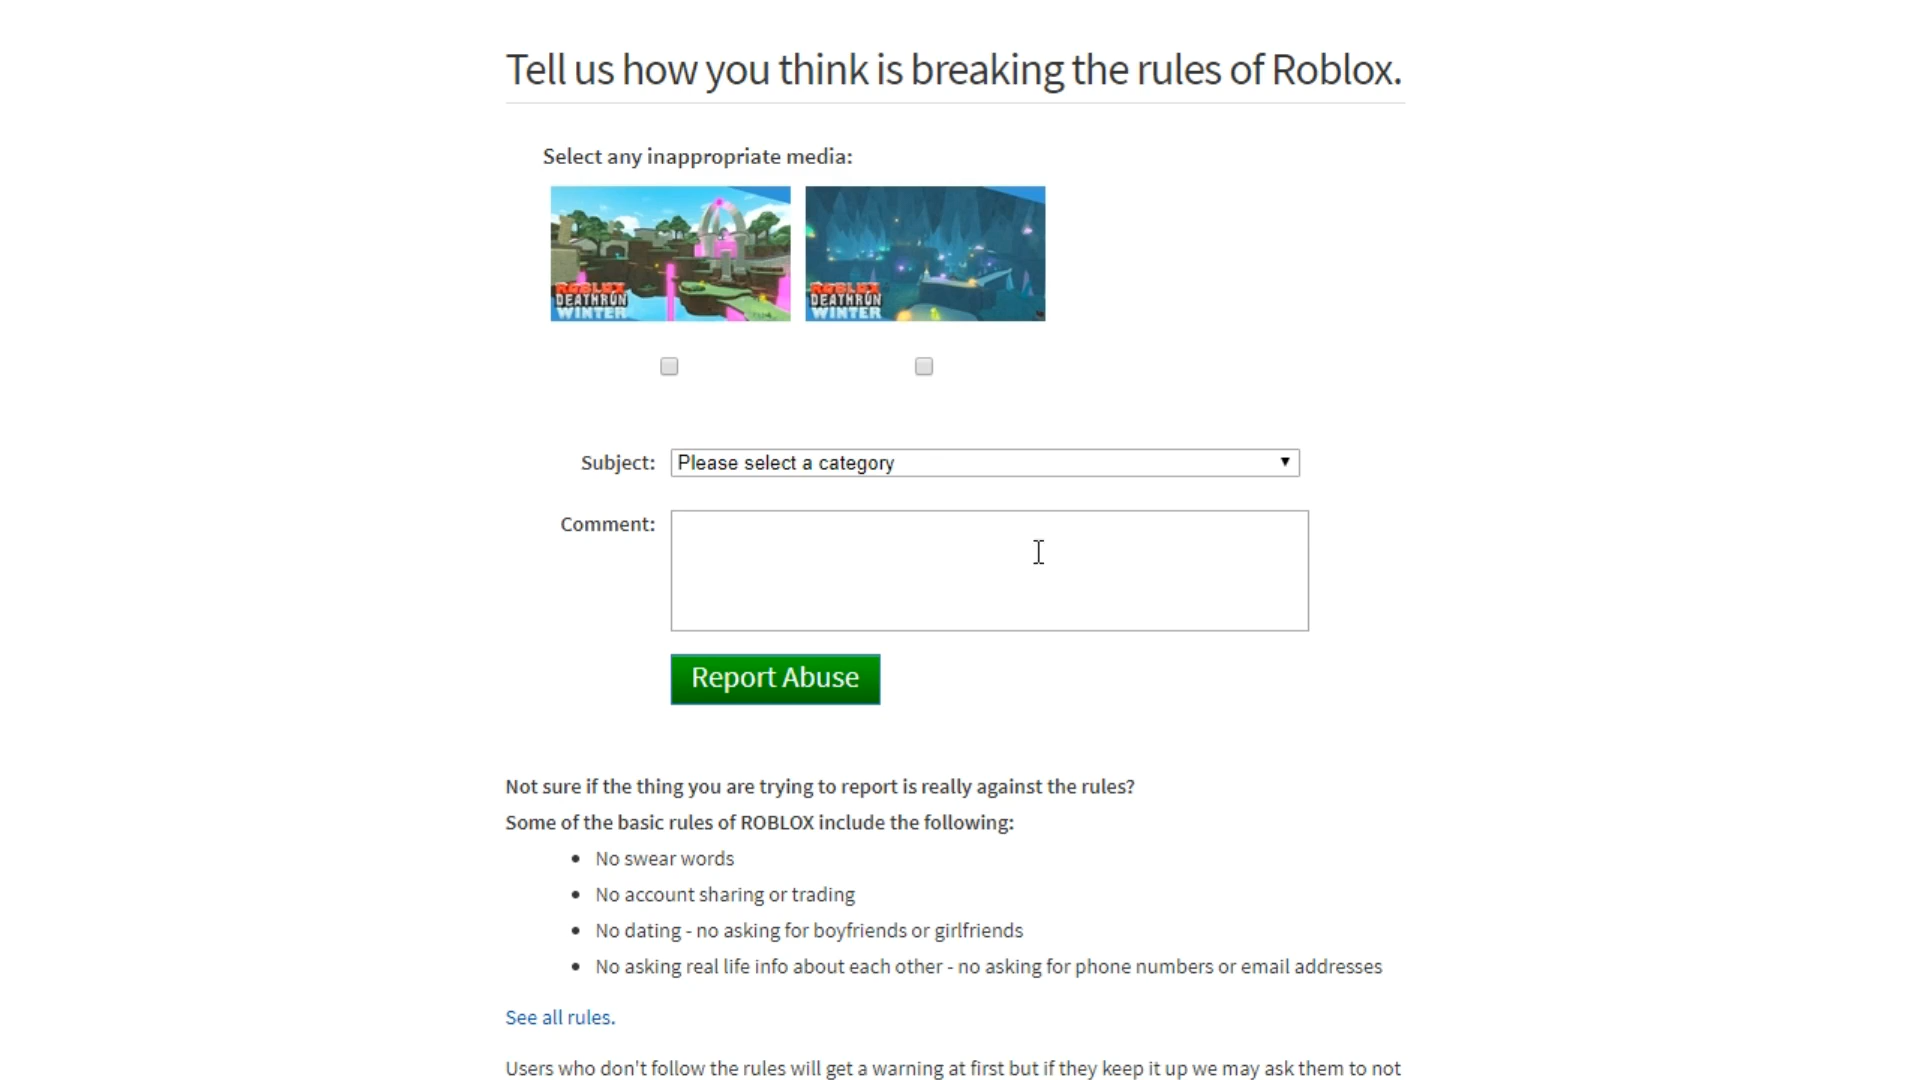 Tell us how you think is breaking the rules of Roblox.
Select any inappropriate media:
ROBLOX
DEATHRUN
WINTER
ROBLOX
DEATHRUN
WINTER
Subject:
Please select a category
Comment:
Report Abuse
Not sure if the thing you are trying to report is really against the rules?
Some of the basic rules of ROBLOX include the following:
No swear words
No account sharing or trading
No dating - no asking for boyfriends or girlfriends
No asking real life info about each other - no asking for phone numbers or email addresses
See all rules.
Users who don't follow the rules will get a warning at first but if they keep it up we may ask them to not